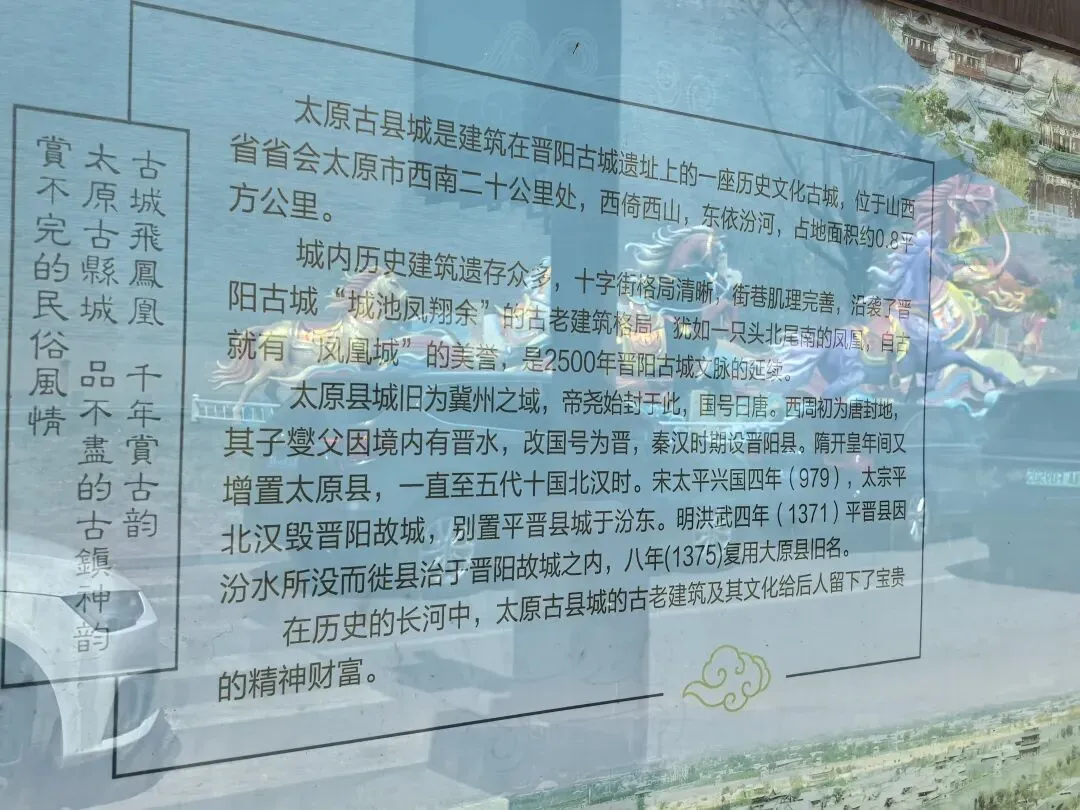 古城飛鳳凰 千年賞古韵
太原古縣城 品不盡的古鎮神韵
賞不完的民俗風情
太原古县城是建筑在晋阳古城遗址上的一座历史文化古城，位于山西
省省会太原市西南二十公里处，西倚西山，东依汾河，占地面积约0.8平
方公里。
城内历史建筑遗存众多，十字街格局清晰，街巷肌理完善，沿袭了晋
阳古城“城池凤翔余”的古老建筑格局，犹如一只头北尾南的凤凰，自古
就有“凤凰城”的美誉，是2500年晋阳古城文脉的延续。
太原县城旧为冀州之域，帝尧始封于此，国号曰唐。西周初为唐封地，
其子燮父因境内有晋水，改国号为晋，秦汉时期设晋阳县。隋开皇年间又
增置太原县，一直至五代十国北汉时。宋太平兴国四年（979），太宗平
北汉毁晋阳故城，别置平晋县城于汾东。明洪武四年（1371）平晋县因
汾水所没而徙县治于晋阳故城之内，八年(1375)复用大原县旧名。
在历史的长河中，太原古县城的古老建筑及其文化给后人留下了宝贵
的精神财富。